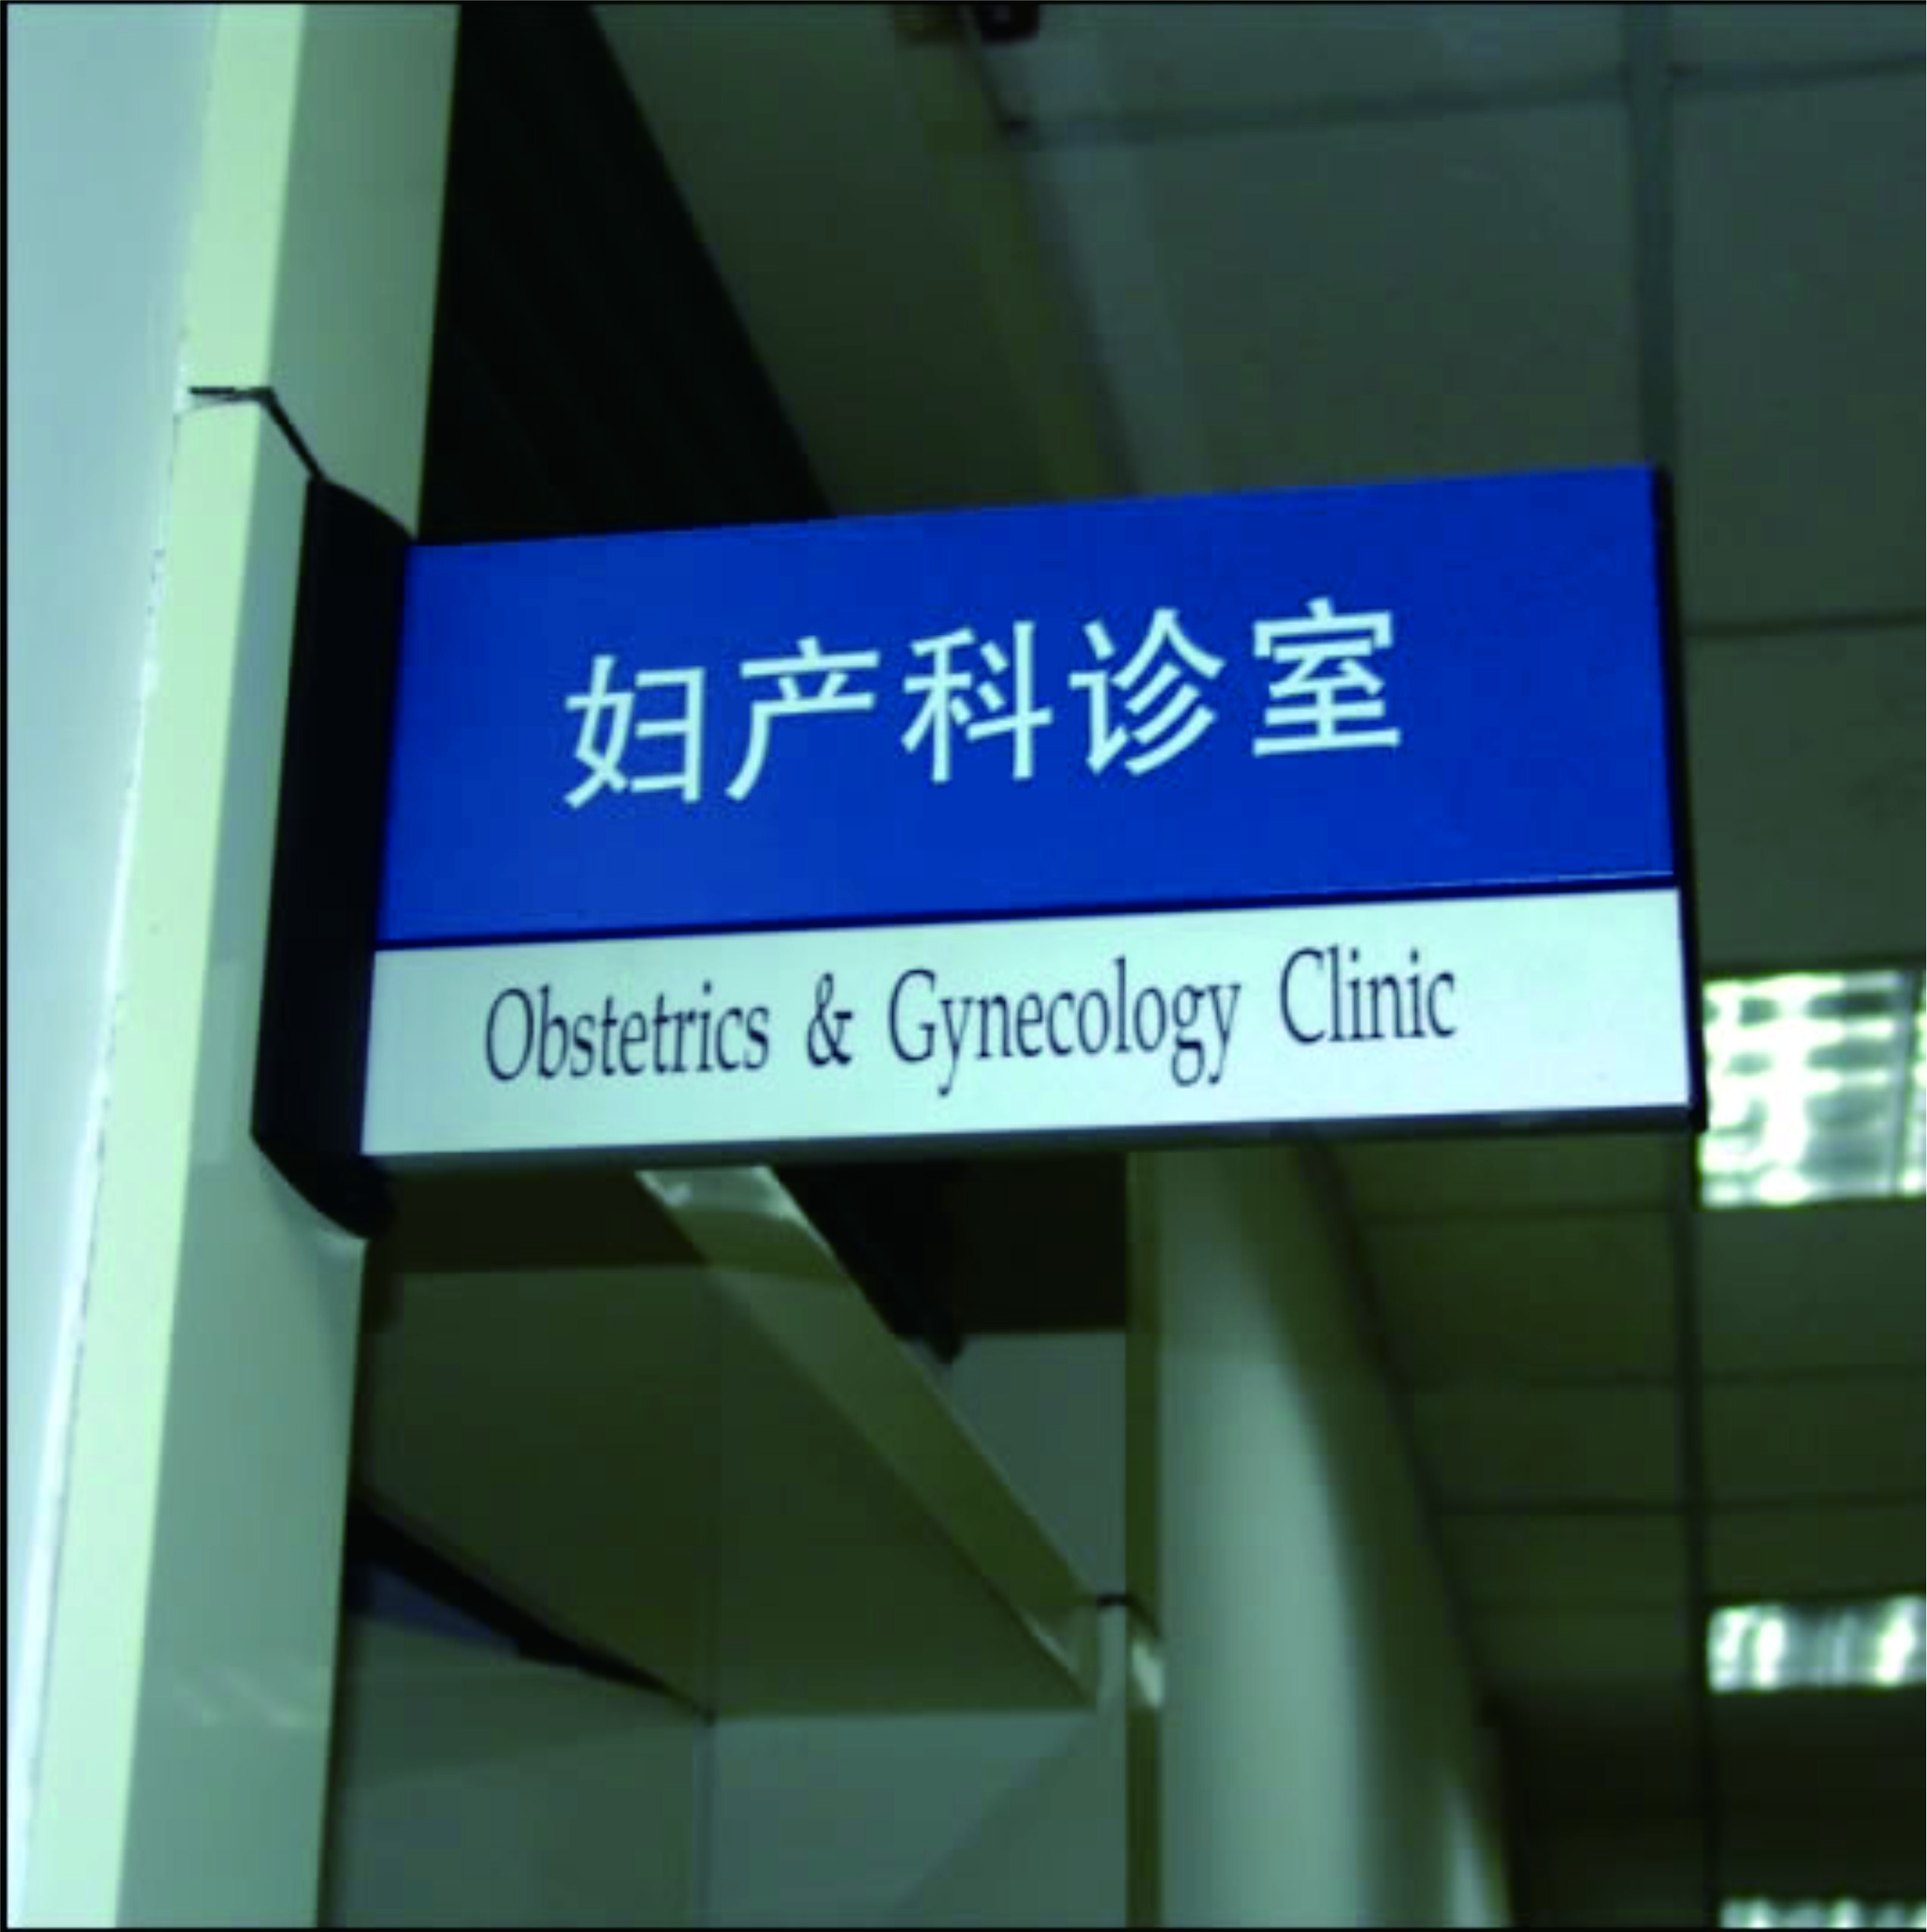 妇产科诊室
Obstetrics & Gynecology Clinic